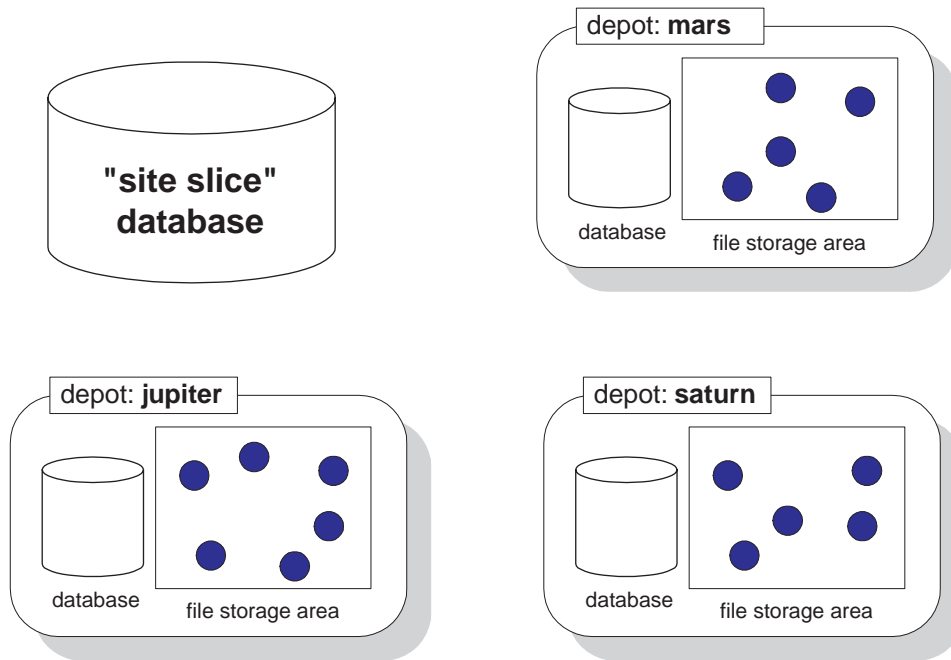 "site slice"
database
depot: mars
database
file storage area
depot: jupiter
database
file storage area
depot: saturn
database
file storage area